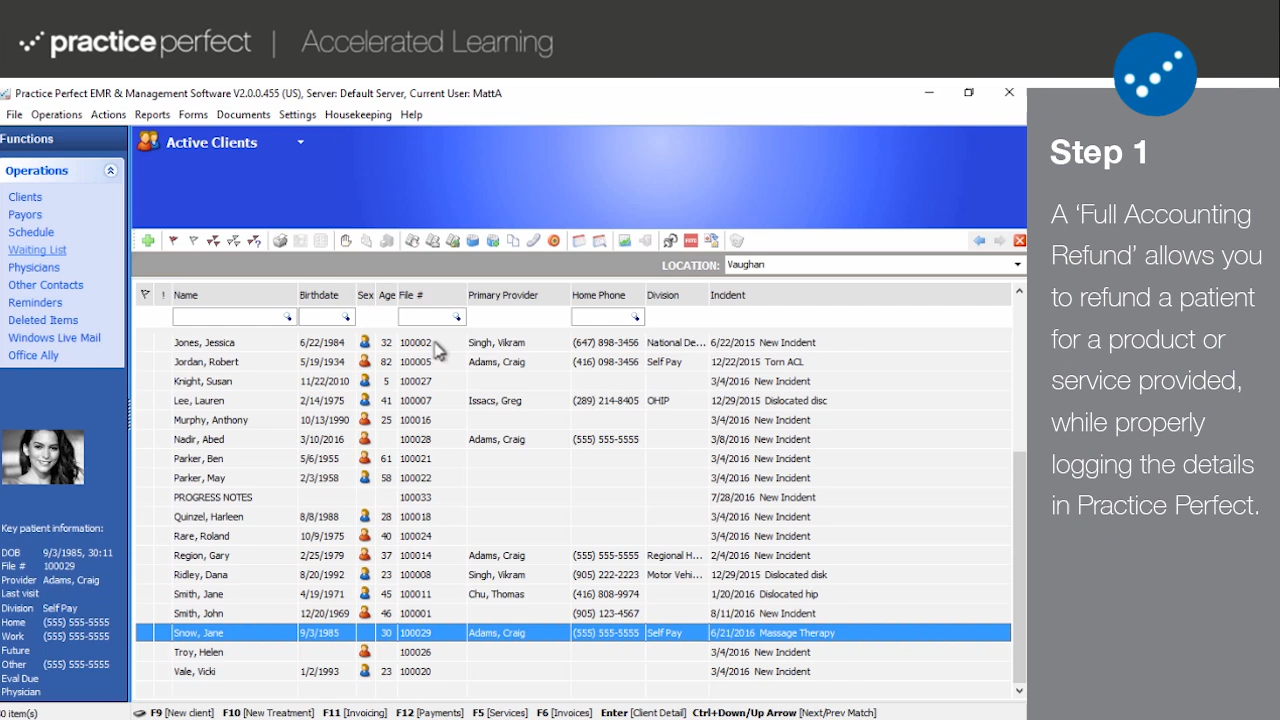 practiceperfect | Accelerated Learning
Practice Perfect EMR & Management Software V2.0.0.455 (US), Server: Default Server, Current User: MattA
File Operations Actions Reports Forms Documents Settings Housekeeping Help
Functions
Operations
Clients
Payors
Schedule
Waiting List
Physicians
Other Contacts
Reminders
Deleted Items
Windows Live Mail
Office Ally
Key patient information:
DOB 9/3/1985, 30:11
File # 100029
Provider Adams, Craig
Last visit
Division Self Pay
Home (555) 555-5555
Work (555) 555-5555
Future
Other (555) 555-5555
Eval Due
Physician
0 item(s)
Active Clients
LOCATION: Vaughan
! Name Birthdate Sex Age File # Primary Provider Home Phone Division Incident
Jones, Jessica 6/22/1984 32 100002 Singh, Vikram (647) 898-3456 National De... 6/22/2015 New Incident
Jordan, Robert 5/19/1934 82 100005 Adams, Craig (416) 098-3456 Self Pay 12/22/2015 Torn ACL
Knight, Susan 11/22/2010 5 100027 3/4/2016 New Incident
Lee, Lauren 2/14/1975 41 100007 Issacs, Greg (289) 214-8405 OHIP 12/29/2015 Dislocated disc
Murphy, Anthony 10/13/1990 25 100016 3/4/2016 New Incident
Nadir, Abed 3/10/2016 100028 Adams, Craig (555) 555-5555 3/8/2016 New Incident
Parker, Ben 5/6/1955 61 100021 3/4/2016 New Incident
Parker, May 2/3/1958 58 100022 3/4/2016 New Incident
PROGRESS NOTES 100033 7/28/2016 New Incident
Quinzel, Harleen 8/8/1988 28 100018 3/4/2016 New Incident
Rare, Roland 10/9/1975 40 100024 3/4/2016 New Incident
Region, Gary 2/25/1979 37 100014 Adams, Craig (555) 555-5555 Regional H... 2/4/2016 New Incident
Ridley, Dana 8/20/1992 23 100008 Singh, Vikram (905) 222-2223 Motor Vehi... 12/29/2015 Dislocated disk
Smith, Jane 4/19/1971 45 100011 Chu, Thomas (416) 808-9974 1/20/2016 Dislocated hip
Smith, John 12/20/1969 46 100001 (905) 123-4567 8/11/2016 New Incident
Snow, Jane 9/3/1985 30 100029 Adams, Craig (555) 555-5555 Self Pay 6/21/2016 Massage Therapy
Troy, Helen 100026 3/4/2016 New Incident
Vale, Vicki 1/2/1993 23 100020 3/4/2016 New Incident
F9 [New client] F10 [New Treatment] F11 [Invoicing] F12 [Payments] F5 [Services] F6 [Invoices] Enter [Client Detail] Ctrl+Down/Up Arrow [Next/Prev Match]
Step 1
A ‘Full Accounting
Refund’ allows you
to refund a patient
for a product or
service provided,
while properly
logging the details
in Practice Perfect.